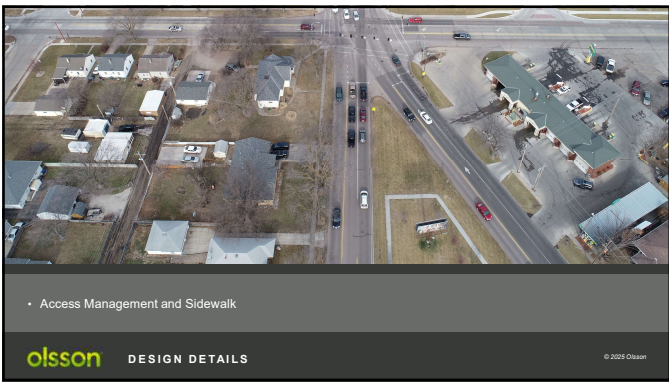 • Access Management and Sidewalk
olsson
DESIGN DETAILS
© 2025 Olsson